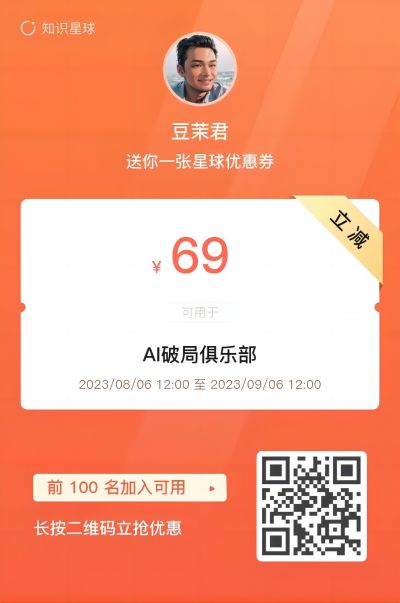 知识星球
豆茉君
送你一张星球优惠券
立减
¥ 69
可用于
AI破局俱乐部
2023/08/06 12:00 至 2023/09/06 12:00
前 100 名加入可用
长按二维码立抢优惠